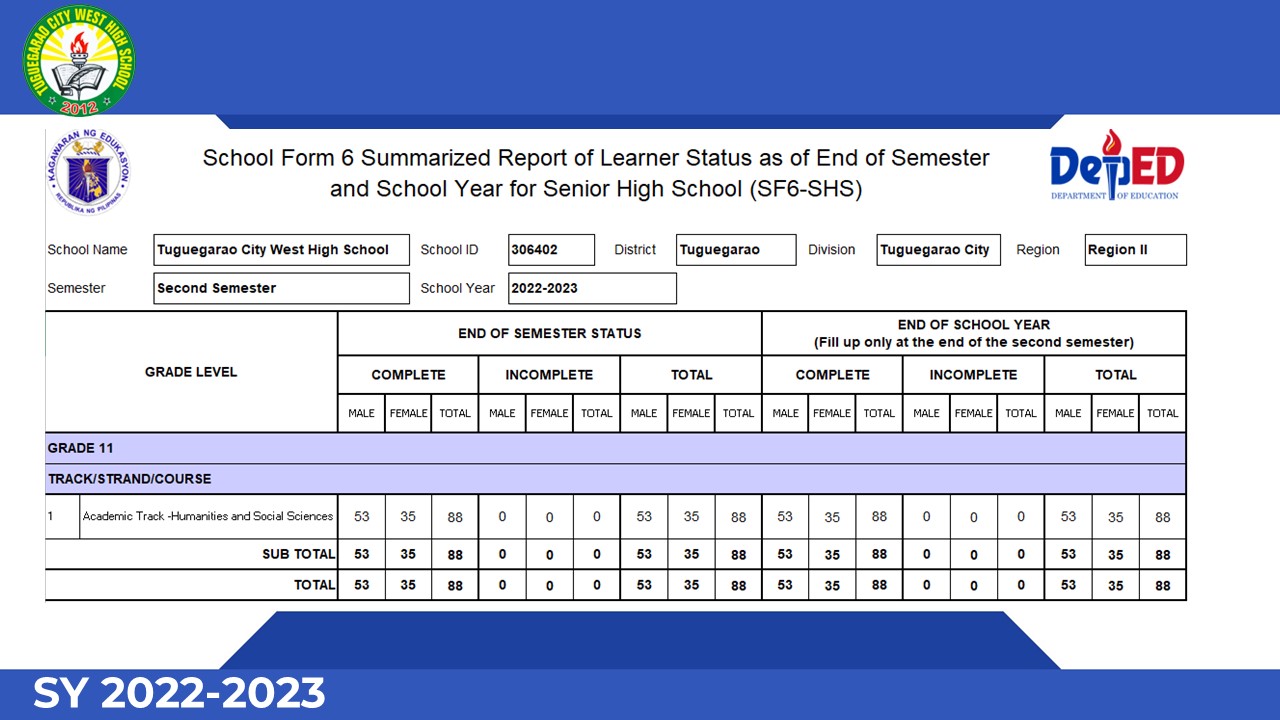 TUGUEGARAO CITY WEST HIGH SCHOOL
2012
KAGAWARAN NG EDUKASYON
REPUBLIKA NG PILIPINAS
School Form 6 Summarized Report of Learner Status as of End of Semester
and School Year for Senior High School (SF6-SHS)
DepED
DEPARTMENT OF EDUCATION
School Name Tuguegarao City West High School School ID 306402 District Tuguegarao Division Tuguegarao City Region Region II
Semester Second Semester School Year 2022-2023
GRADE LEVEL
END OF SEMESTER STATUS
END OF SCHOOL YEAR
(Fill up only at the end of the second semester)
COMPLETE INCOMPLETE TOTAL COMPLETE INCOMPLETE TOTAL
MALE FEMALE TOTAL MALE FEMALE TOTAL MALE FEMALE TOTAL MALE FEMALE TOTAL MALE FEMALE TOTAL MALE FEMALE TOTAL
GRADE 11
TRACK/STRAND/COURSE
1 Academic Track -Humanities and Social Sciences 53 35 88 0 0 0 53 35 88 53 35 88 0 0 0 53 35 88
SUB TOTAL 53 35 88 0 0 0 53 35 88 53 35 88 0 0 0 53 35 88
TOTAL 53 35 88 0 0 0 53 35 88 53 35 88 0 0 0 53 35 88
SY 2022-2023